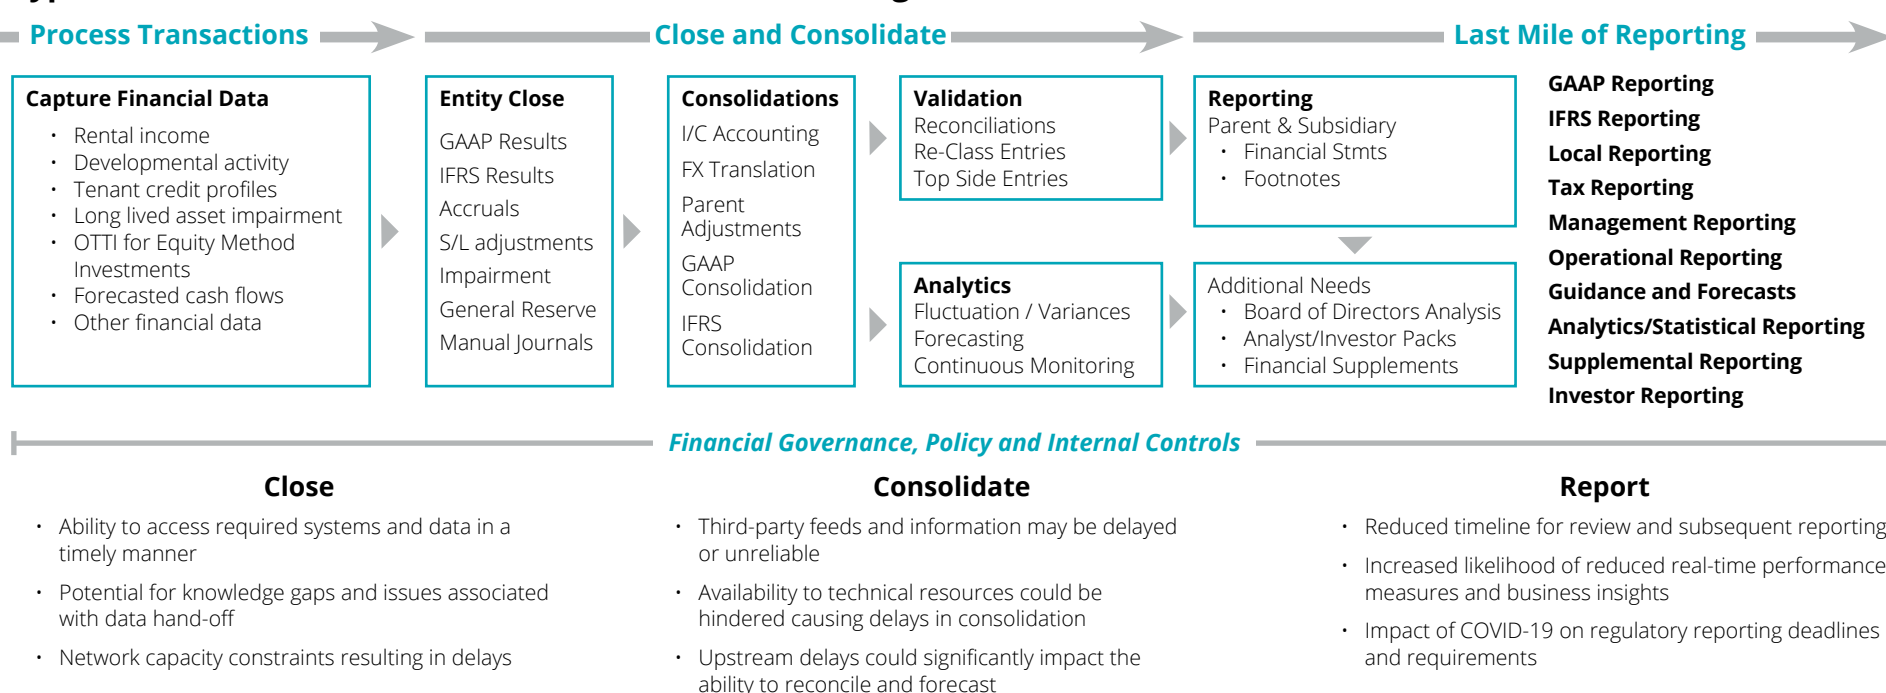 Process Transactions
Close and Consolidate
Last Mile of Reporting
Capture Financial Data
• Rental income
• Developmental activity
• Tenant credit profiles
• Long lived asset impairment
• OTTI for Equity Method
Investments
• Forecasted cash flows
• Other financial data
Entity Close
GAAP Results
IFRS Results
Accruals
S/L adjustments
Impairment
General Reserve
Manual Journals
Consolidations
I/C Accounting
FX Translation
Parent
Adjustments
GAAP
Consolidation
IFRS
Consolidation
Validation
Reconciliations
Re-Class Entries
Top Side Entries
Analytics
Fluctuation / Variances
Forecasting
Continuous Monitoring
Reporting
Parent & Subsidiary
• Financial Stmts
• Footnotes
Additional Needs
• Board of Directors Analysis
• Analyst/Investor Packs
• Financial Supplements
GAAP Reporting
IFRS Reporting
Local Reporting
Tax Reporting
Management Reporting
Operational Reporting
Guidance and Forecasts
Analytics/Statistical Reporting
Supplemental Reporting
Investor Reporting
Financial Governance, Policy and Internal Controls
Close
• Ability to access required systems and data in a
timely manner
• Potential for knowledge gaps and issues associated
with data hand-off
• Network capacity constraints resulting in delays
Consolidate
• Third-party feeds and information may be delayed
or unreliable
• Availability to technical resources could be
hindered causing delays in consolidation
• Upstream delays could significantly impact the
ability to reconcile and forecast
Report
• Reduced timeline for review and subsequent reporting
• Increased likelihood of reduced real-time performance
measures and business insights
• Impact of COVID-19 on regulatory reporting deadlines
and requirements